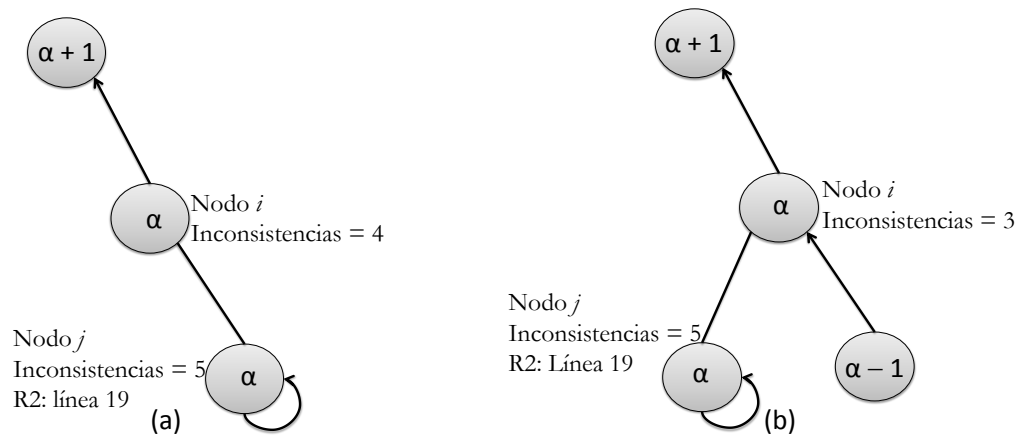 α + 1
α
Nodo i
Inconsistencias = 4
Nodo j
Inconsistencias = 5
R2: línea 19
α
(a)
α + 1
α
Nodo i
Inconsistencias = 3
Nodo j
Inconsistencias = 5
R2: Línea 19
α
α – 1
(b)